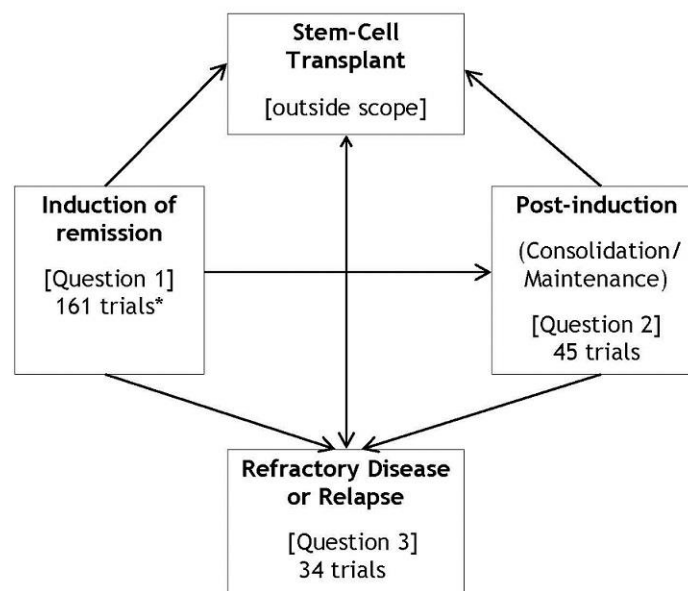 Stem-Cell
Transplant
[outside scope]
Induction of
remission
[Question 1]
161 trials*
Post-induction
(Consolidation/
Maintenance)
[Question 2]
45 trials
Refractory Disease
or Relapse
[Question 3]
34 trials